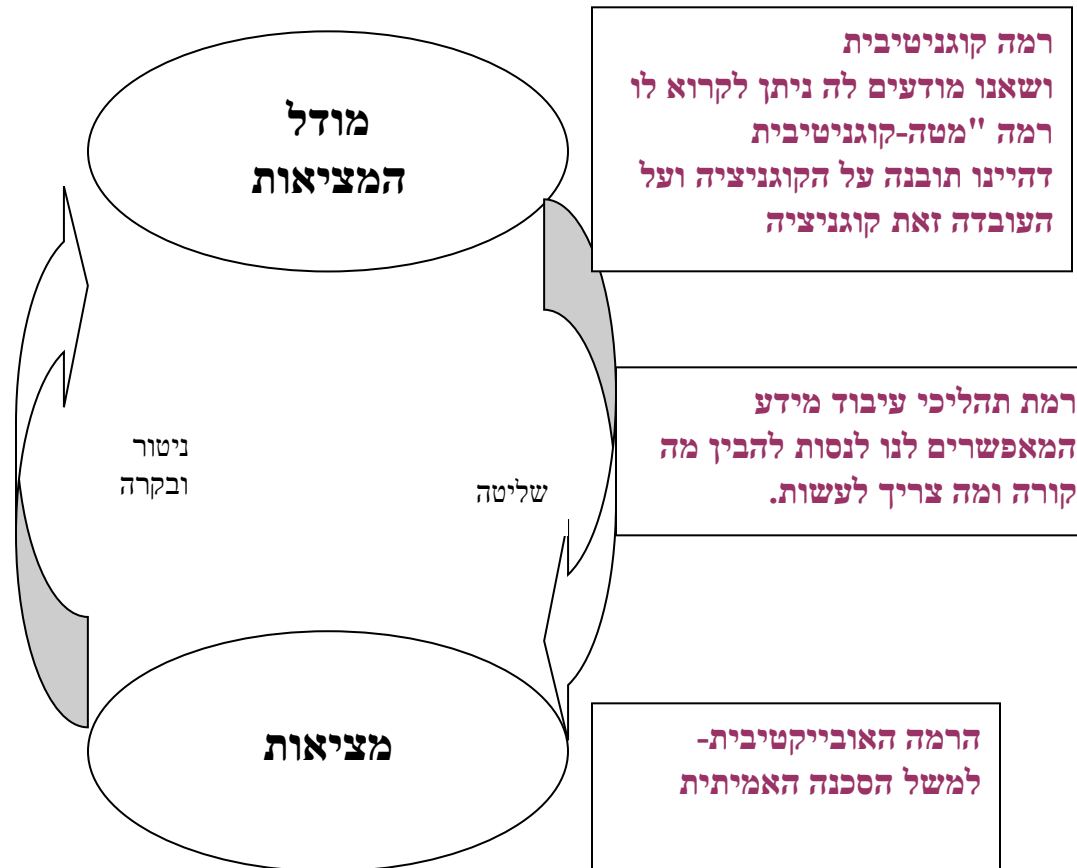 מודל
המציאות
רמה קוגניטיבית
ושאנו מודעים לה ניתן לקרוא לו
רמה "מטה-קוגניטיבית
דהיינו תובנה על הקוגניציה ועל
העובדה זאת קוגניציה
ניטור
ובקרה
שליטה
רמת תהליכי עיבוד מידע
המאפשרים לנו לנסות להבין מה
קורה ומה צריך לעשות.
מציאות
הרמה האובייקטיבית-
למשל הסכנה האמיתית